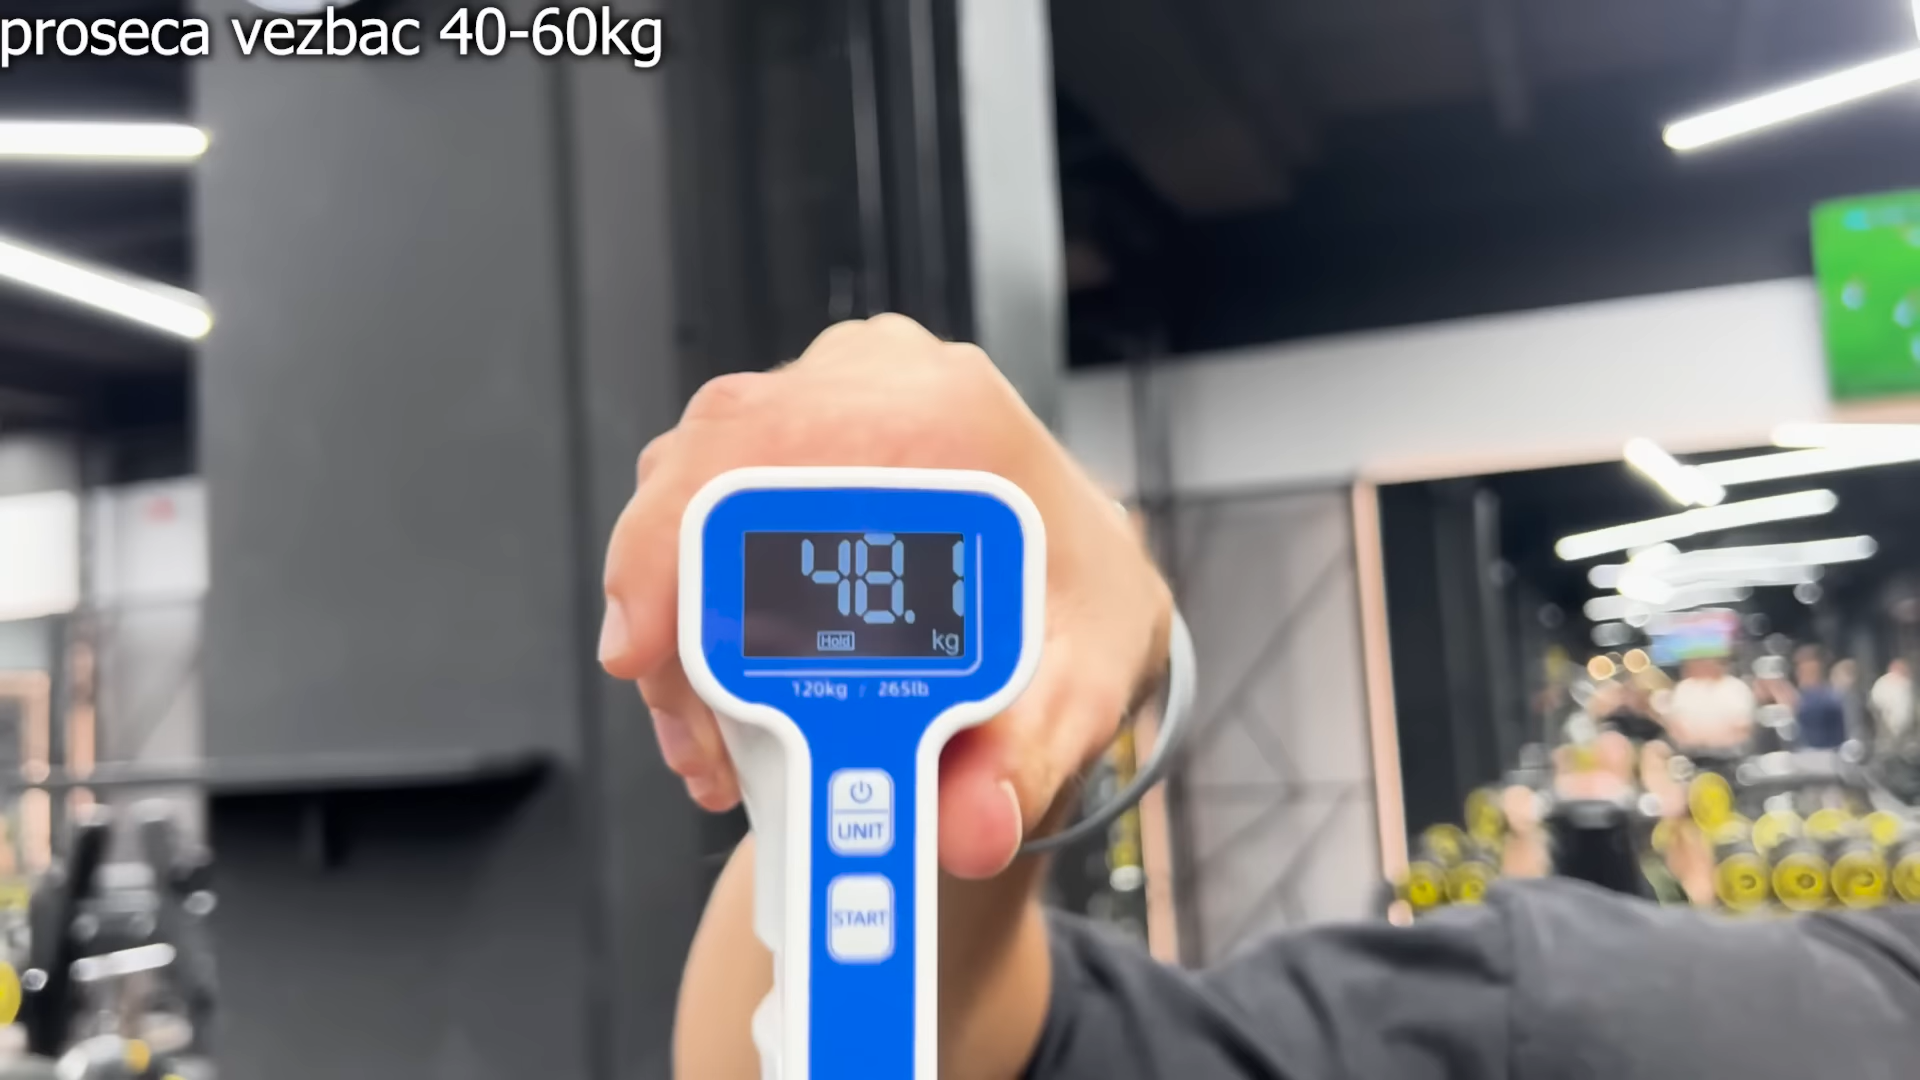 proseca vezbac 40-60kg
48.1
Hold kg
120kg / 265lb
UNIT
START